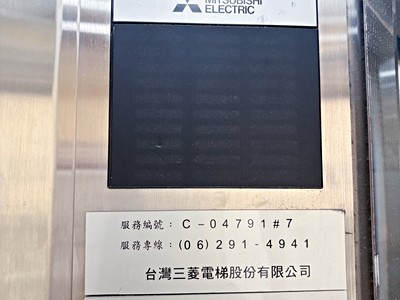 MITSUBISHI
ELECTRIC
服務編號：C-04791#7
服務專線：(06)291-4941
台灣三菱電梯股份有限公司